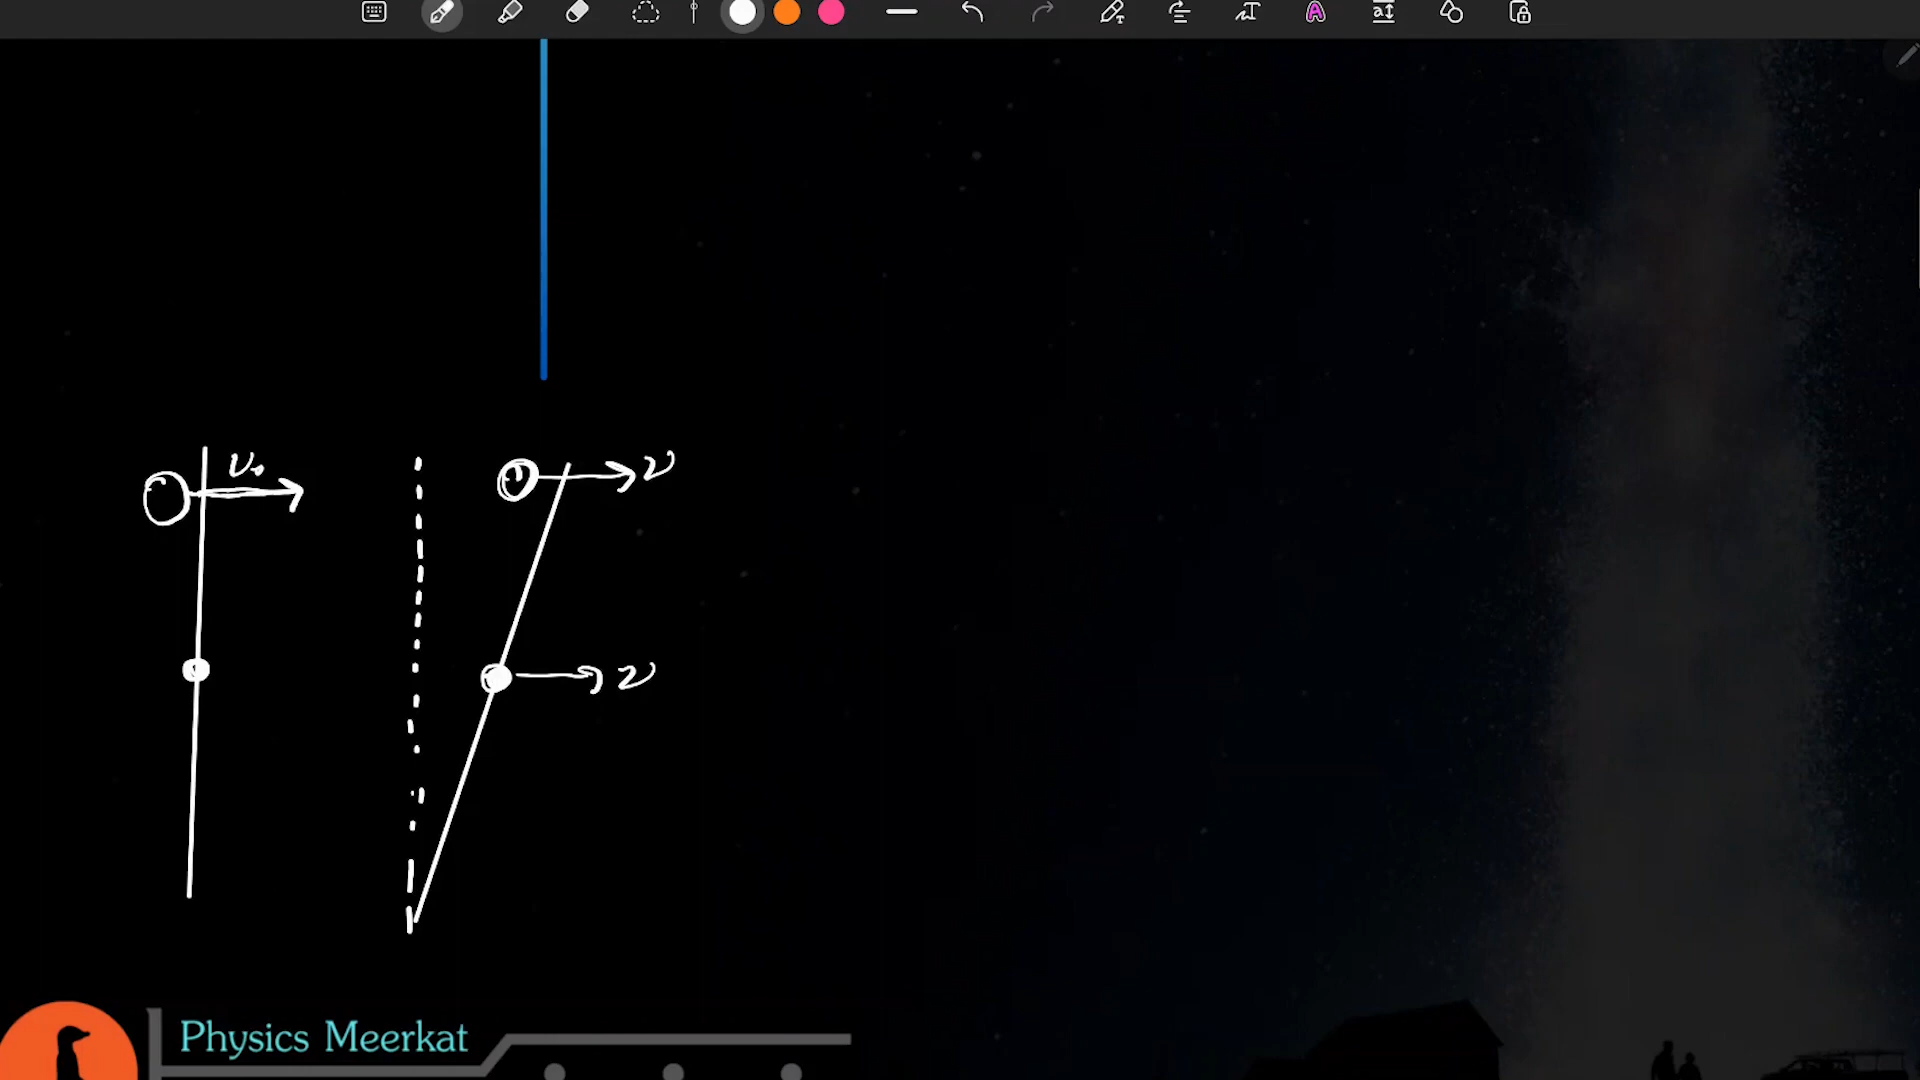 v₀
v
v
Physics Meerkat